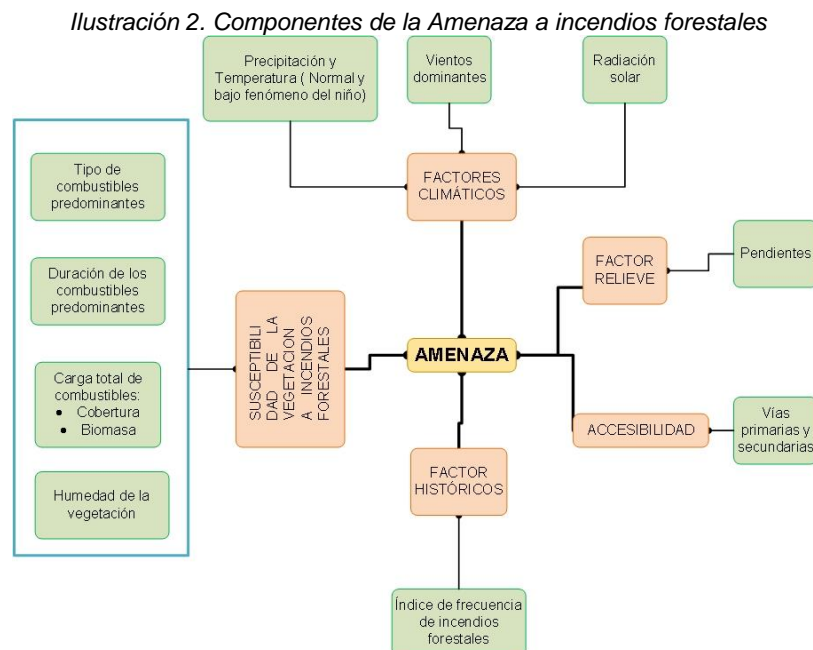 Ilustración 2. Componentes de la Amenaza a incendios forestales
Precipitación y
Temperatura ( Normal y
bajo fenómeno del niño)
Vientos
dominantes
Radiación
solar
FACTORES
CLIMÁTICOS
Tipo de
combustibles
predominantes
Duración de los
combustibles
predominantes
Carga total de
combustibles:
• Cobertura
• Biomasa
Humedad de la
vegetación
SUSCEPTIBILI
DAD DE LA
VEGETACION
A INCENDIOS
FORESTALES
AMENAZA
FACTOR
RELIEVE
Pendientes
ACCESIBILIDAD
Vías
primarias y
secundarias
FACTOR
HISTÓRICOS
Índice de frecuencia
de incendios
forestales